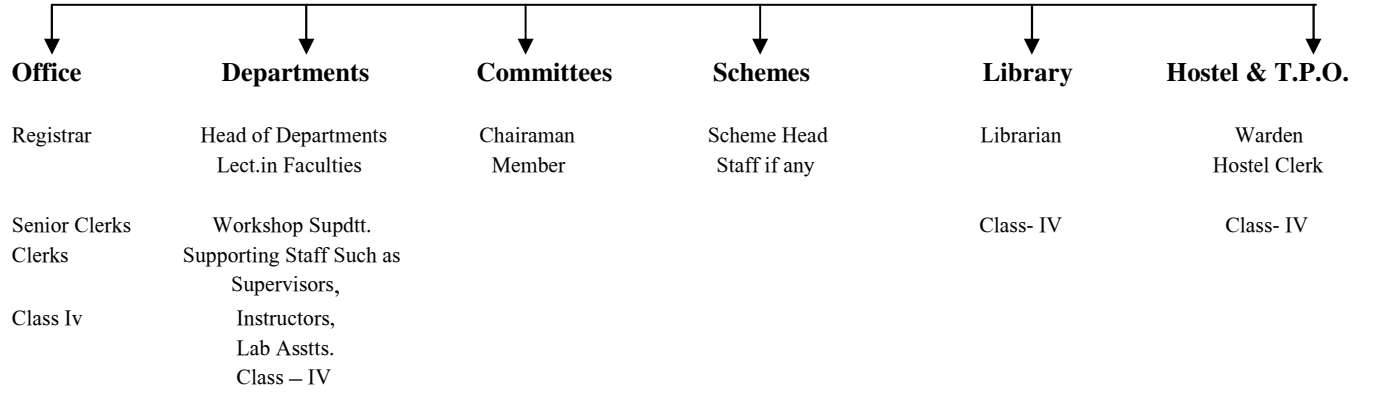 Office Departments Committees Schemes Library Hostel & T.P.O.
Registrar Head of Departments Chairaman Scheme Head Librarian Warden
Lect.in Faculties Member Staff if any Hostel Clerk
Senior Clerks Workshop Supdtt. Class- IV Class- IV
Clerks Supporting Staff Such as
Supervisors,
Class Iv Instructors,
Lab Asstts.
Class – IV